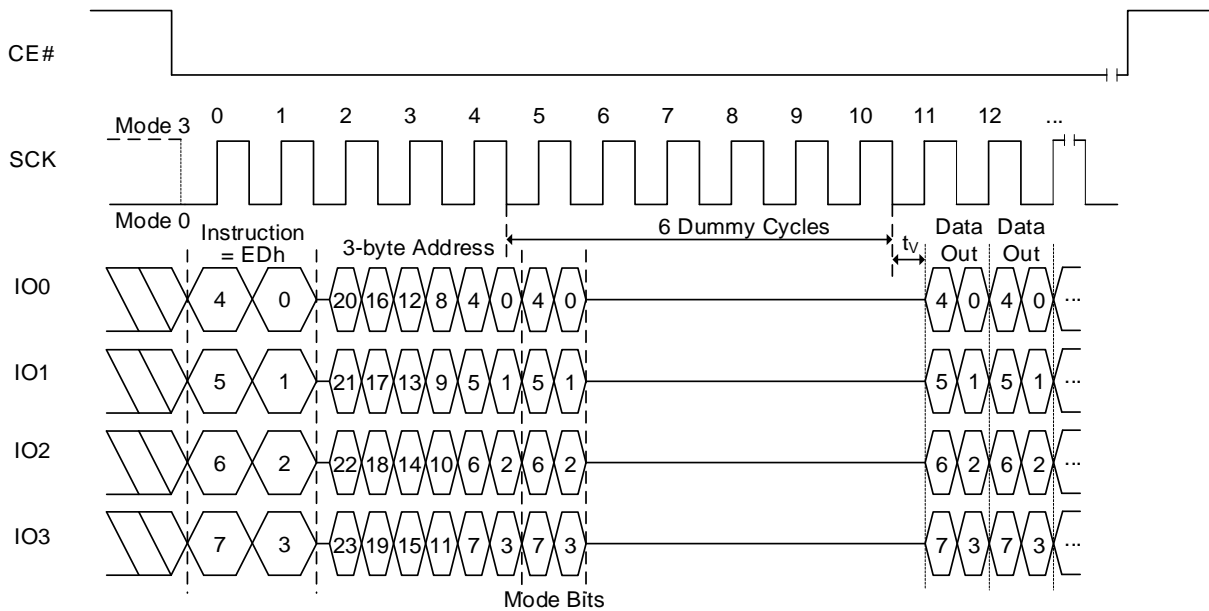 CE#
0 1 2 3 4 5 6 7 8 9 10 11 12 ...
Mode 3
SCK
Mode 0
Instruction
= EDh
3-byte Address
6 Dummy Cycles
tV
Data
Out
Data
Out
IO0 4 0 20 16 12 8 4 0 4 0 4 0 4 0 ...
IO1 5 1 21 17 13 9 5 1 5 1 5 1 5 1 ...
IO2 6 2 22 18 14 10 6 2 6 2 6 2 6 2 ...
IO3 7 3 23 19 15 11 7 3 7 3 7 3 7 3 ...
Mode Bits